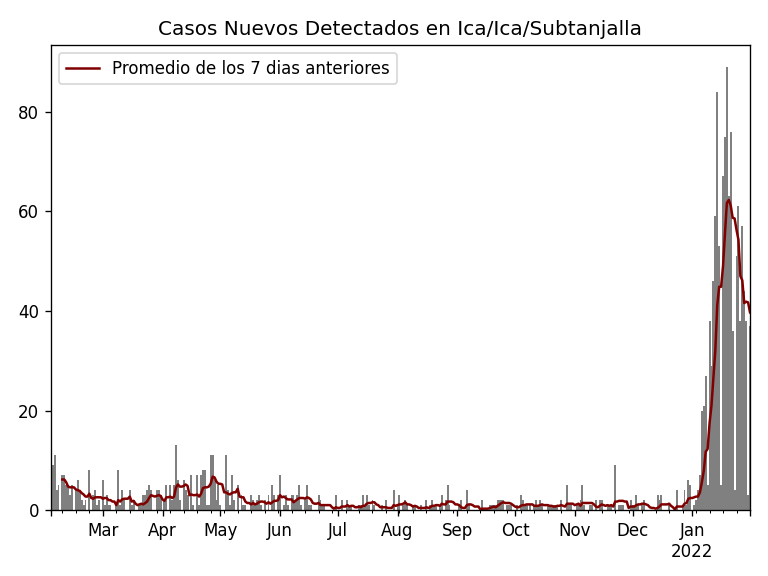 Casos Nuevos Detectados en Ica/Ica/Subtanjalla
Promedio de los 7 dias anteriores
80
60
40
20
0
Mar Apr May Jun Jul Aug Sep Oct Nov Dec Jan
2022